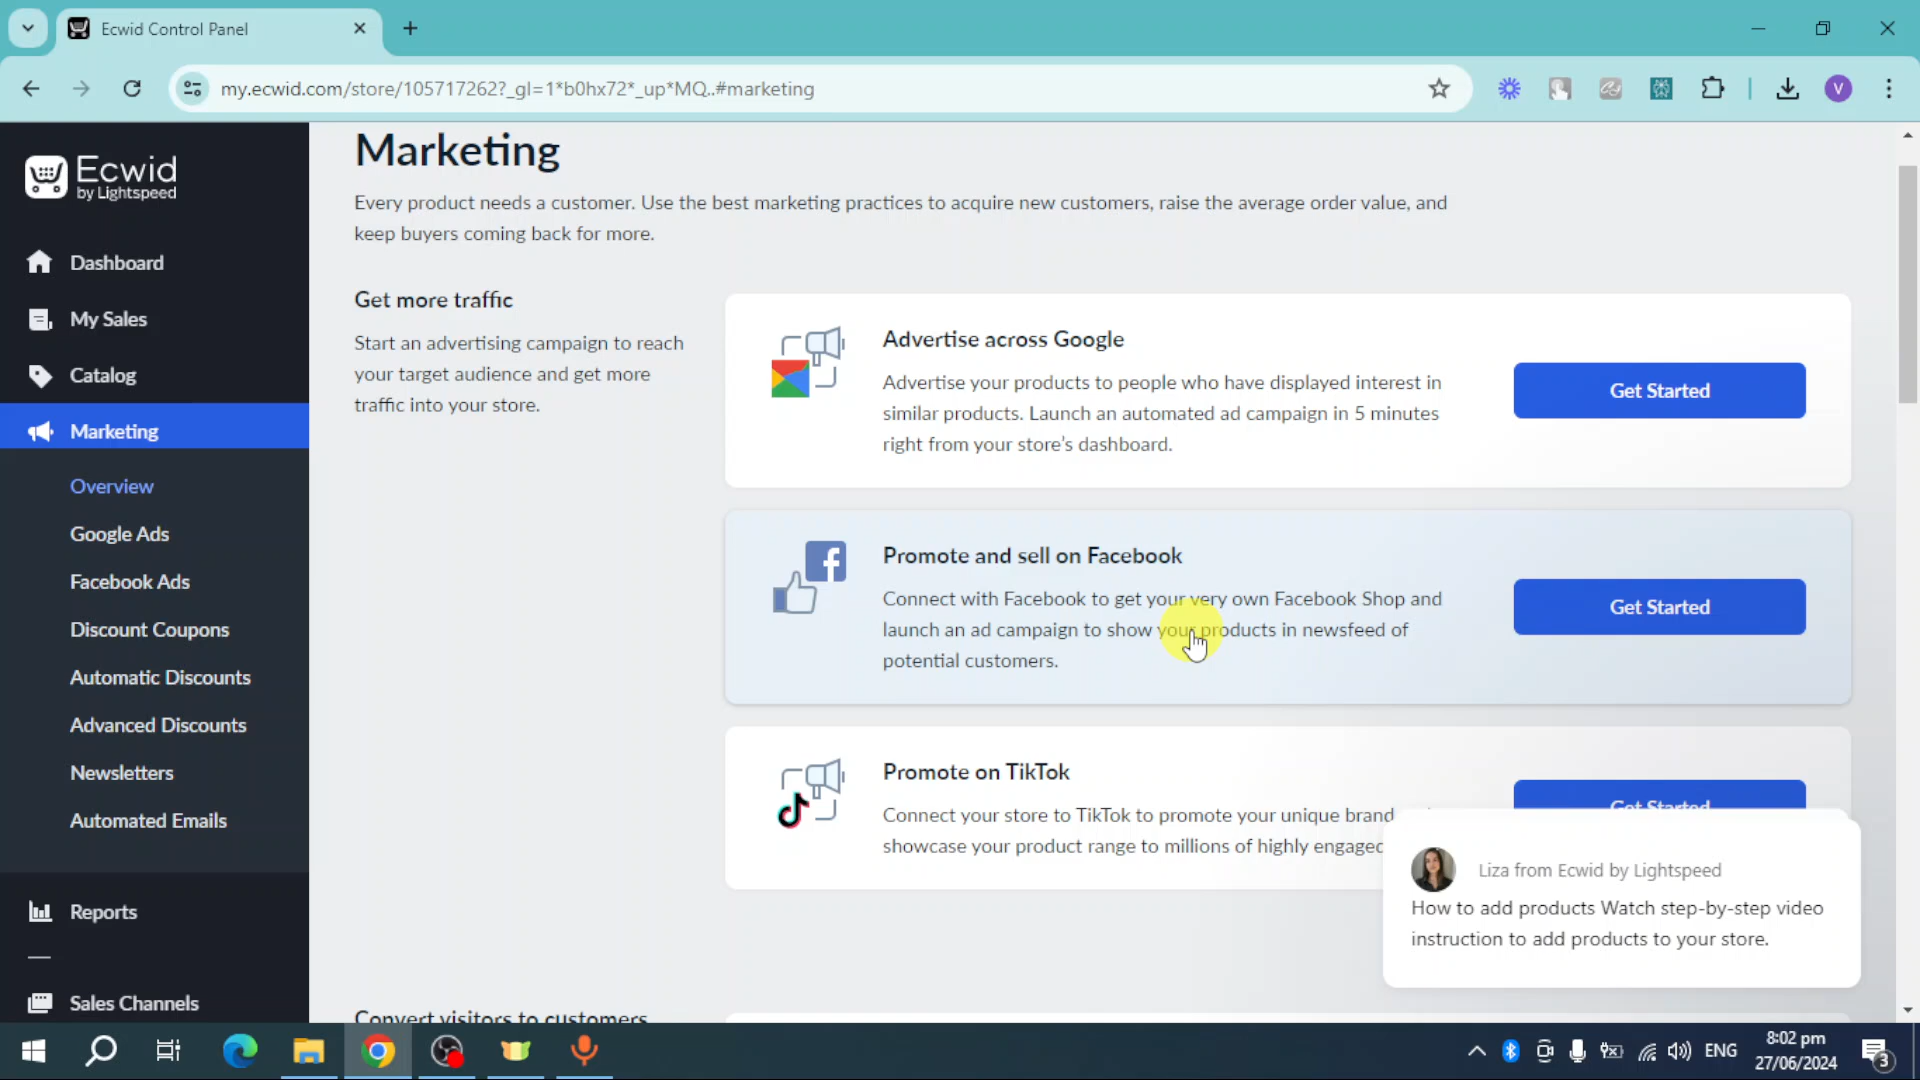 Ecwid Control Panel
my.ecwid.com/store/105717262?_gl=1*b0hx72*_up*MQ..#marketing
V
Ecwid
by Lightspeed
Dashboard
My Sales
Catalog
Marketing
Overview
Google Ads
Facebook Ads
Discount Coupons
Automatic Discounts
Advanced Discounts
Newsletters
Automated Emails
Reports
Sales Channels
Marketing
Every product needs a customer. Use the best marketing practices to acquire new customers, raise the average order value, and
keep buyers coming back for more.
Get more traffic
Start an advertising campaign to reach
your target audience and get more
traffic into your store.
Advertise across Google
Advertise your products to people who have displayed interest in
similar products. Launch an automated ad campaign in 5 minutes
right from your store's dashboard.
Get Started
Promote and sell on Facebook
Connect with Facebook to get your very own Facebook Shop and
launch an ad campaign to show your products in newsfeed of
potential customers.
Get Started
Promote on TikTok
Connect your store to TikTok to promote your unique brand
showcase your product range to millions of highly engaged
Get Started
Liza from Ecwid by Lightspeed
How to add products Watch step-by-step video
instruction to add products to your store.
Convert visitors to customers
ENG
8:02 pm
27/06/2024
3